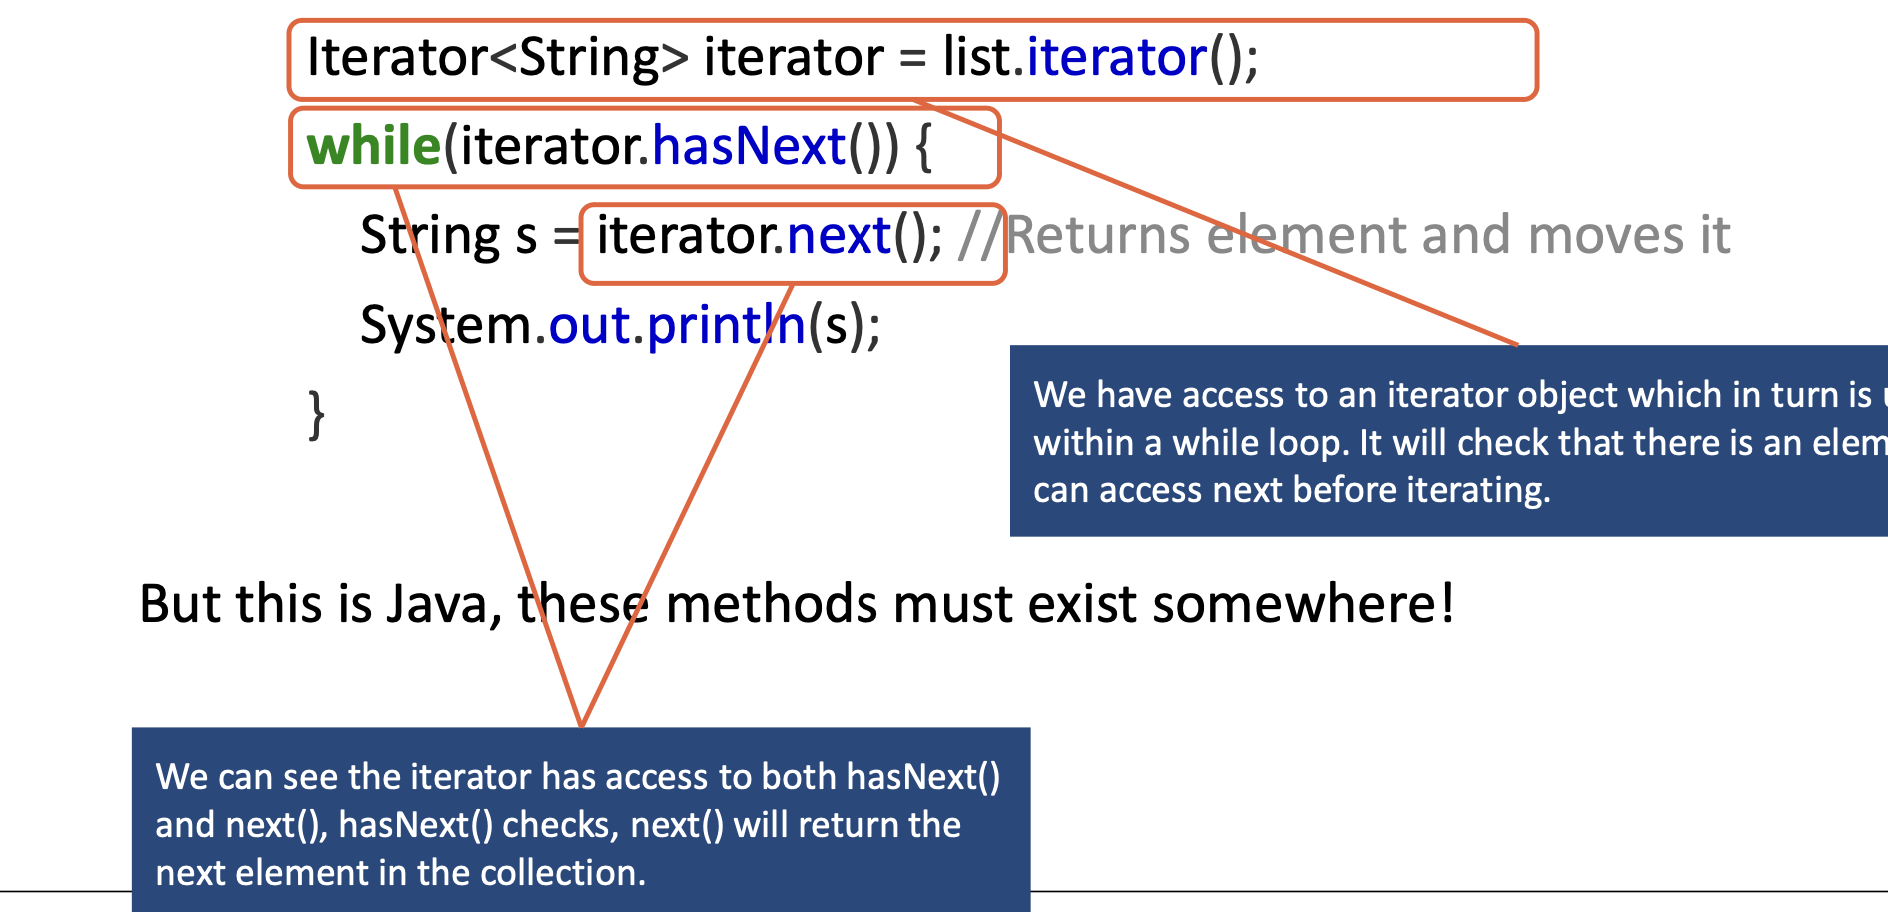 Iterator<String> iterator = list.iterator();
while(iterator.hasNext()) {
String s = iterator.next(); //Returns element and moves it
System.out.println(s);
}
We have access to an iterator object which in turn is
within a while loop. It will check that there is an elem
can access next before iterating.
But this is Java, these methods must exist somewhere!
We can see the iterator has access to both hasNext()
and next(), hasNext() checks, next() will return the
next element in the collection.